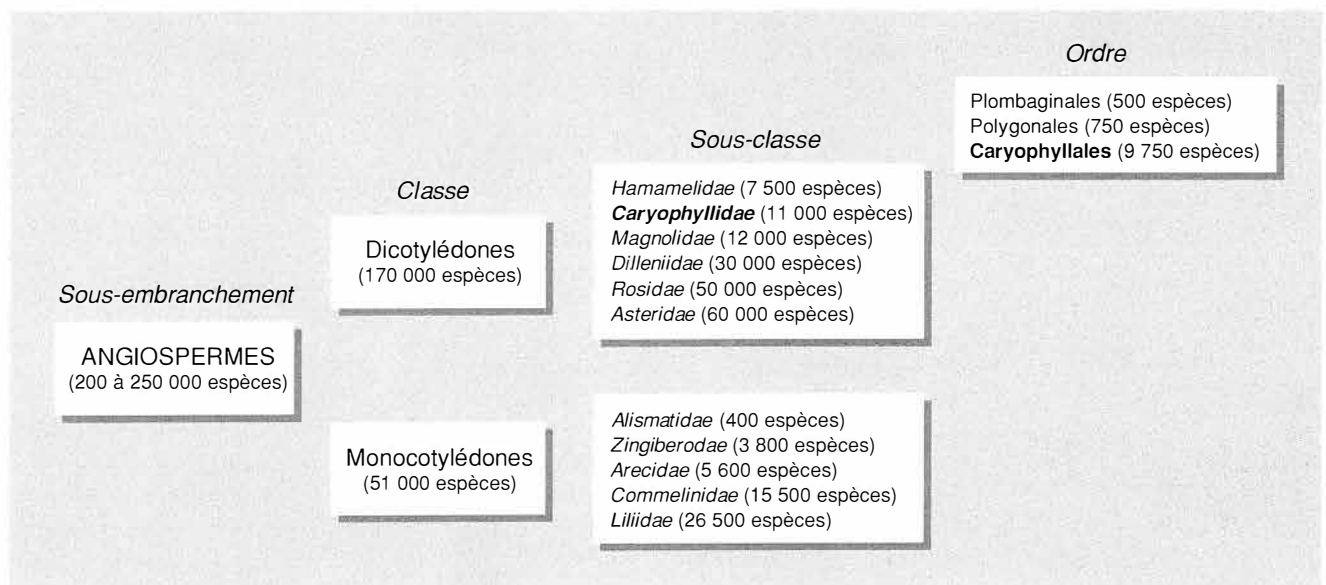 Ordre
Plombaginales (500 espèces)
Polygonales (750 espèces)
Caryophyllales (9 750 espèces)
Sous-classe
Hamamelidae (7 500 espèces)
Caryophyllidae (11 000 espèces)
Magnolidae (12 000 espèces)
Dilleniidae (30 000 espèces)
Rosidae (50 000 espèces)
Asteridae (60 000 espèces)
Classe
Dicotylédones
(170 000 espèces)
Sous-embranchement
ANGIOSPERMES
(200 à 250 000 espèces)
Monocotylédones
(51 000 espèces)
Alismatidae (400 espèces)
Zingiberodae (3 800 espèces)
Arecidae (5 600 espèces)
Commelinidae (15 500 espèces)
Liliidae (26 500 espèces)